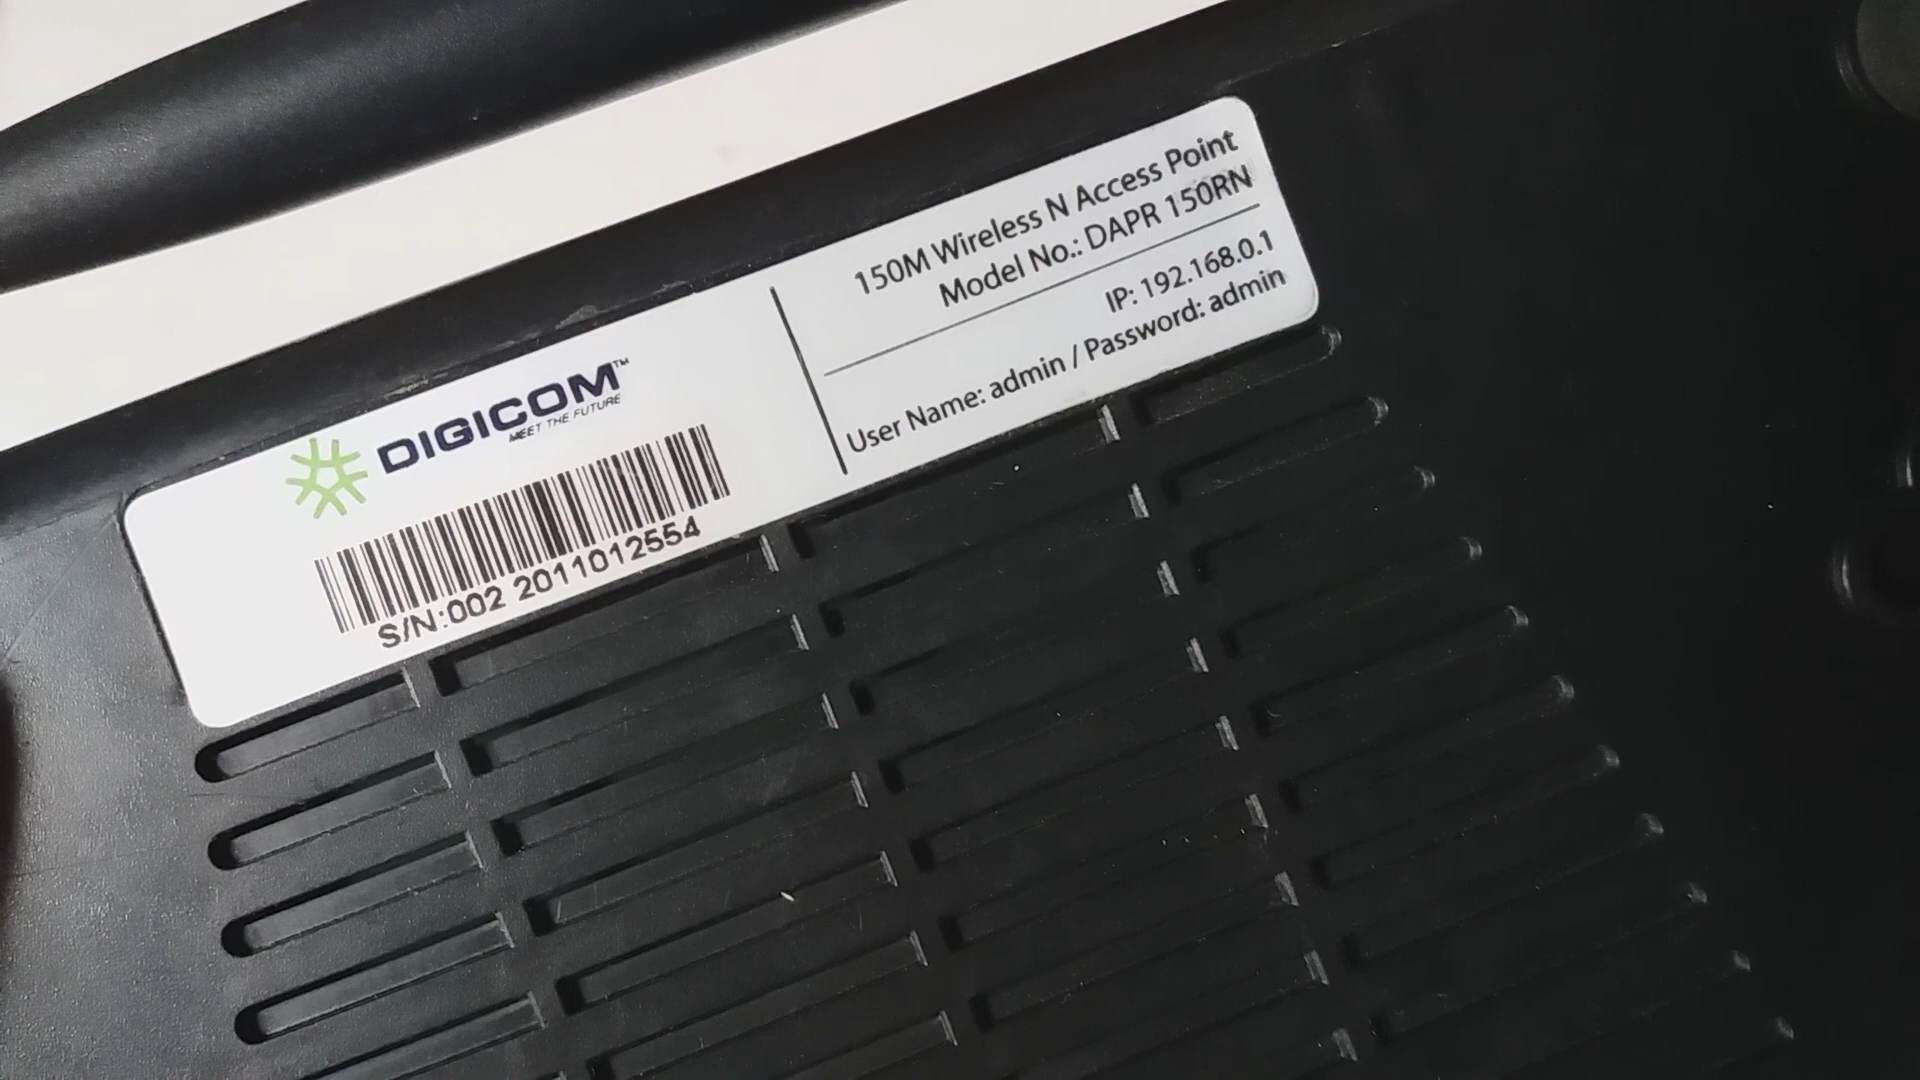 DIGICOM™
MEET THE FUTURE
S/N:002 2011012554
150M Wireless N Access Point
Model No.: DAPR 150RN
IP: 192.168.0.1
User Name: admin / Password: admin